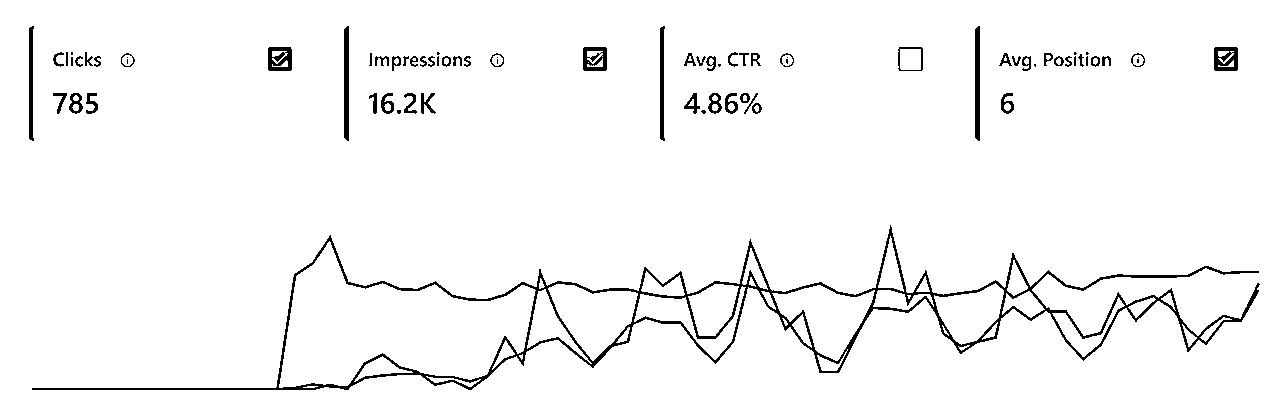 Clicks
785
Impressions
16.2K
Avg. CTR
4.86%
Avg. Position
6